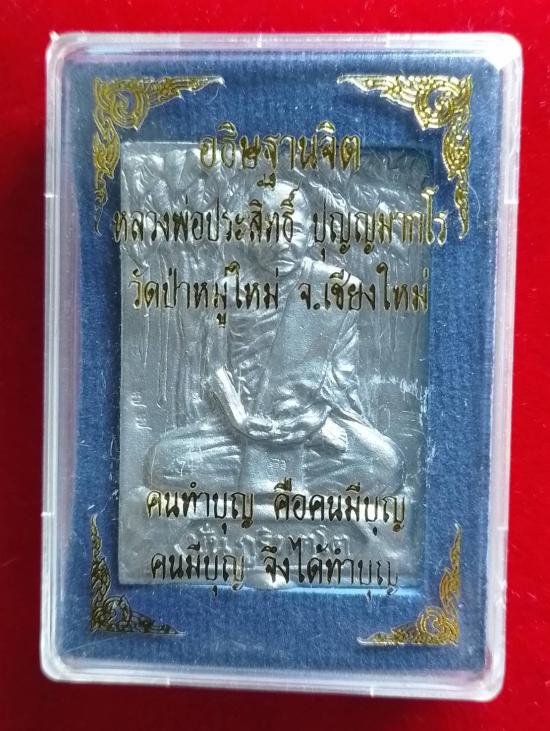 อธิษฐานจิต
หลวงพ่อประสิทธิ์ ปุญญมากโร
วัดป่าหมู่ใหม่ จ.เชียงใหม่
คนทำบุญ คือคนมีบุญ
คนมีบุญ จึงได้ทำบุญ